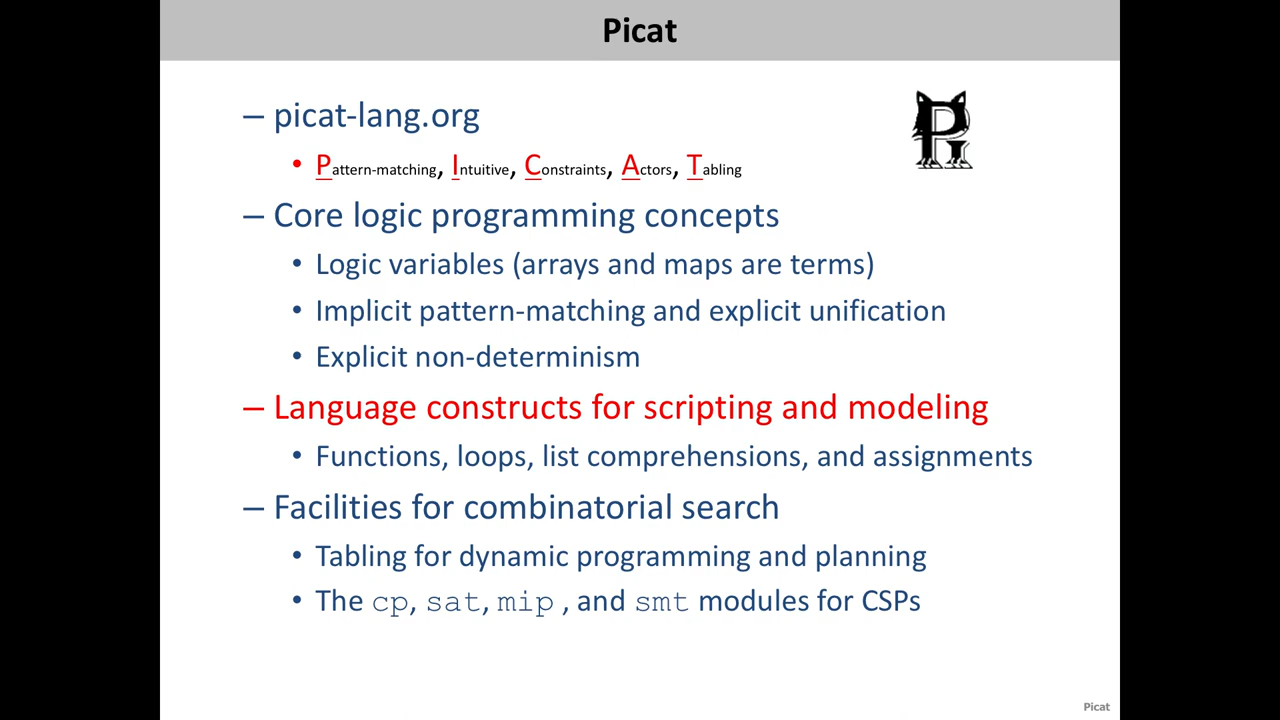 Picat
– picat-lang.org
• Pattern-matching, Intuitive, Constraints, Actors, Tabling
– Core logic programming concepts
• Logic variables (arrays and maps are terms)
• Implicit pattern-matching and explicit unification
• Explicit non-determinism
– Language constructs for scripting and modeling
• Functions, loops, list comprehensions, and assignments
– Facilities for combinatorial search
• Tabling for dynamic programming and planning
• The cp, sat, mip , and smt modules for CSPs
Picat